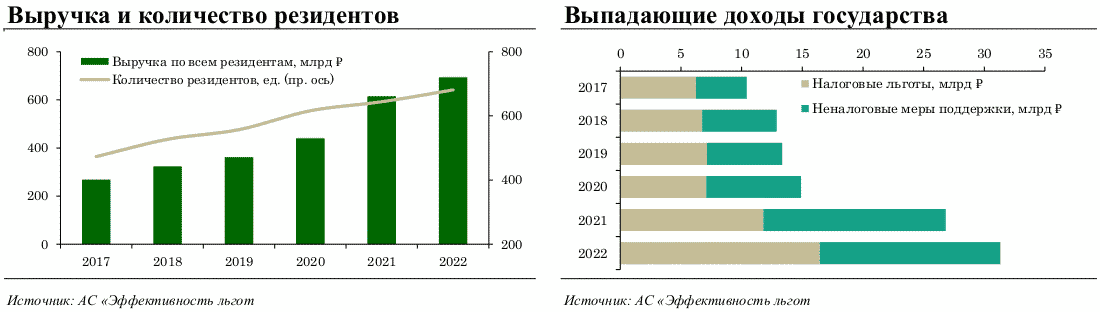 Выручка и количество резидентов
800
600
400
200
0
800
600
400
200
Выручка по всем резидентам, млрд ₽
Количество резидентов, ед. (пр. ось)
2017 2018 2019 2020 2021 2022
Источник: АС «Эффективность льгот
Выпадающие доходы государства
0 5 10 15 20 25 30 35
Налоговые льготы, млрд ₽
Неналоговые меры поддержки, млрд ₽
2017
2018
2019
2020
2021
2022
Источник: АС «Эффективность льгот